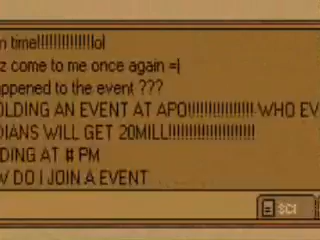 n time!!!!!!!!!!!!!!lol
z come to me once again =|
appened to the event ???
OLDING AN EVENT AT APO!!!!!!!!!!!!!!!!! WHO EV
DIANS WILL GET 20MILL!!!!!!!!!!!!!!!!!!!!!!
DING AT # PM
W DO I JOIN A EVENT
SCI